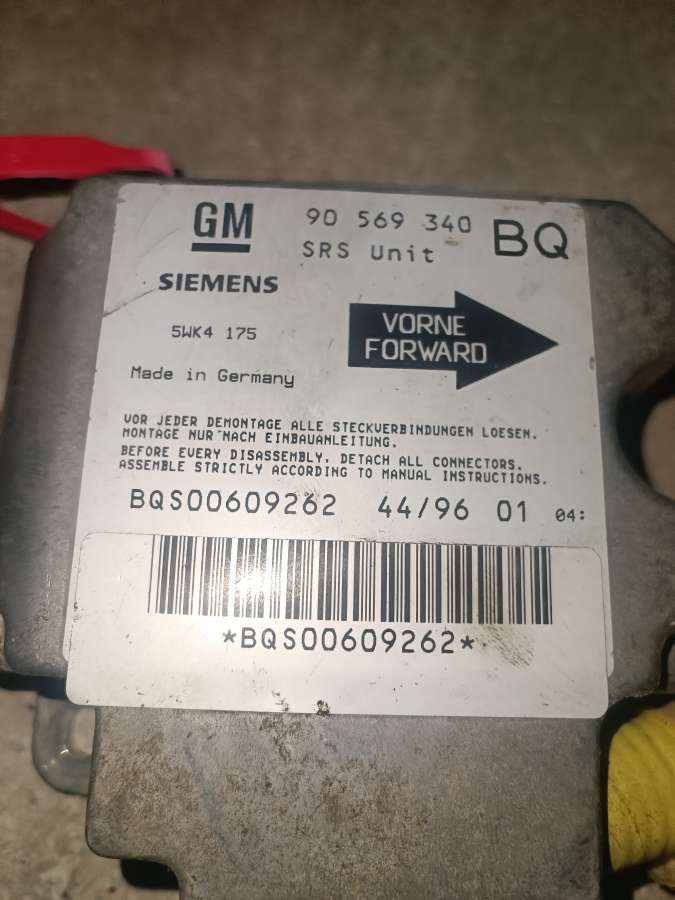 GM
90 569 340 BQ
SRS Unit
SIEMENS
5WK4 175
VORNE
FORWARD
Made in Germany
VOR JEDER DEMONTAGE ALLE STECKVERBINDUNGEN LOESEN.
MONTAGE NUR NACH EINBAUANLEITUNG.
BEFORE EVERY DISASSEMBLY, DETACH ALL CONNECTORS.
ASSEMBLE STRICTLY ACCORDING TO MANUAL INSTRUCTIONS.
BQS00609262 44/96 01 04:
*BQS00609262*